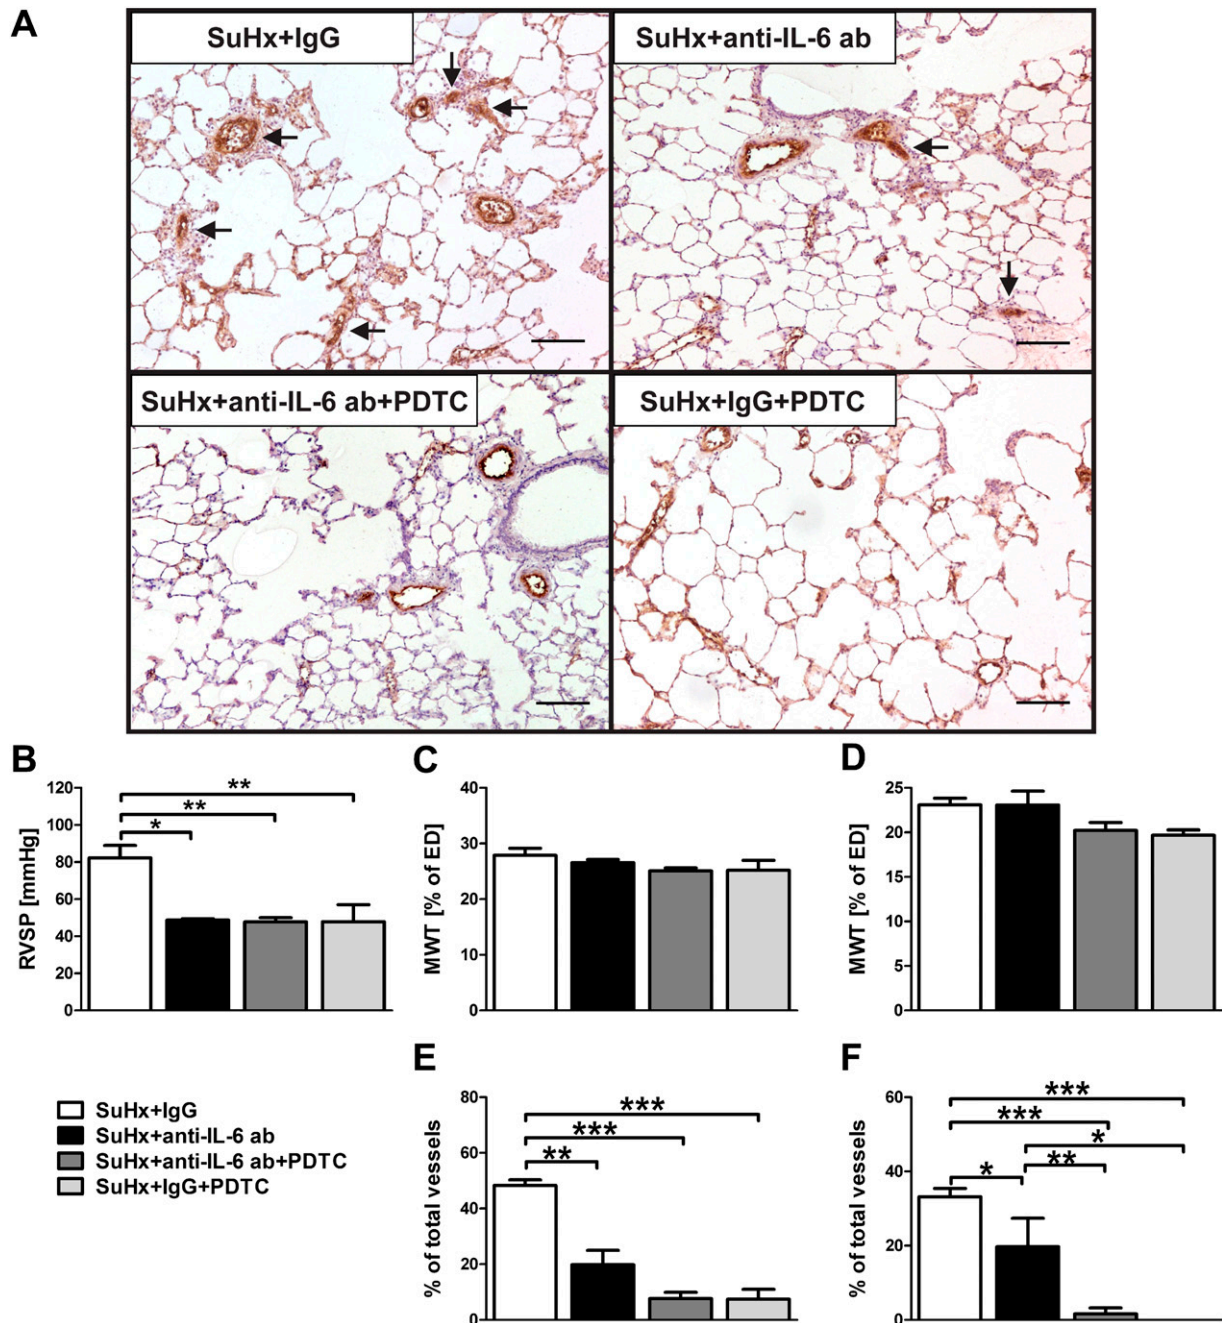 A
SuHx+IgG
SuHx+anti-IL-6 ab
SuHx+anti-IL-6 ab+PDTC
SuHx+IgG+PDTC
B
RVSP [mmHg]
120
100
80
60
40
20
0
**
**
*
C
MWT [% of ED]
40
30
20
10
0
D
MWT [% of ED]
25
20
15
10
5
0
SuHx+IgG
SuHx+anti-IL-6 ab
SuHx+anti-IL-6 ab+PDTC
SuHx+IgG+PDTC
E
% of total vessels
80
60
40
20
0
***
***
**
F
% of total vessels
60
40
20
0
***
***
*
*
**